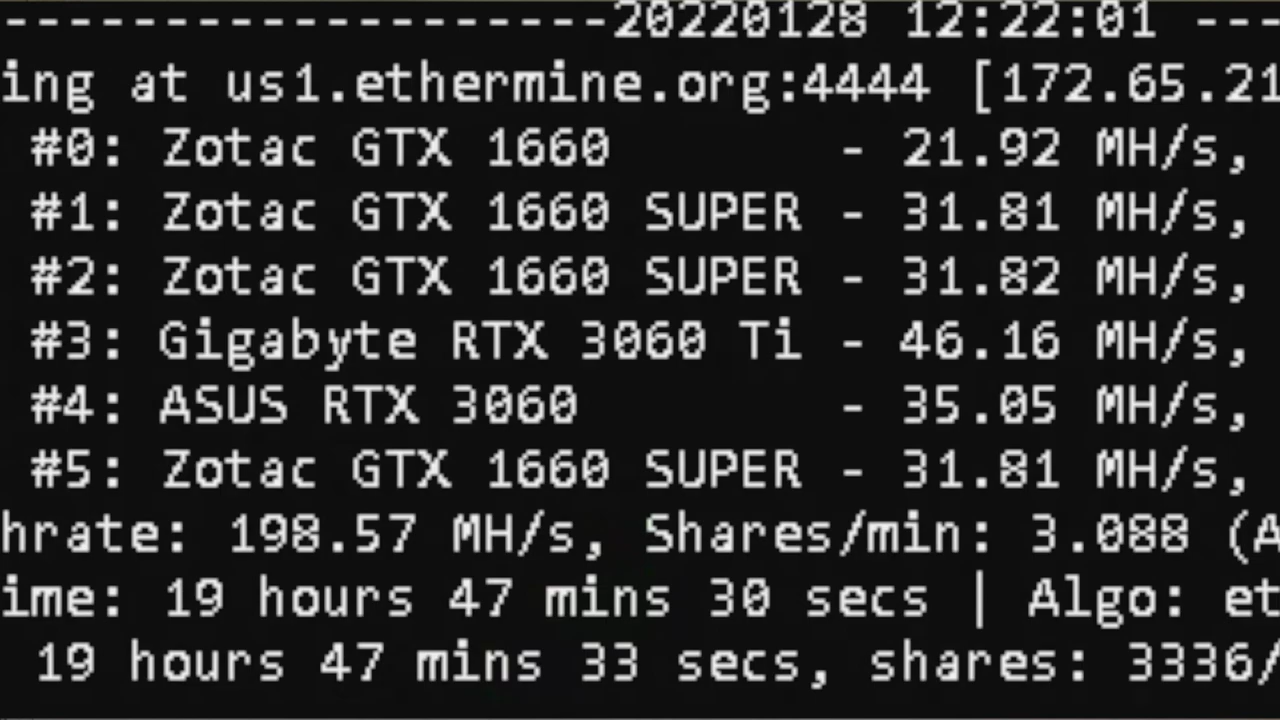 --------------------20220128 12:22:01 ---
ing at us1.ethermine.org:4444 [172.65.21
#0: Zotac GTX 1660 - 21.92 MH/s,
#1: Zotac GTX 1660 SUPER - 31.81 MH/s,
#2: Zotac GTX 1660 SUPER - 31.82 MH/s,
#3: Gigabyte RTX 3060 Ti - 46.16 MH/s,
#4: ASUS RTX 3060 - 35.05 MH/s,
#5: Zotac GTX 1660 SUPER - 31.81 MH/s,
hrate: 198.57 MH/s, Shares/min: 3.088 (A
ime: 19 hours 47 mins 30 secs | Algo: et
19 hours 47 mins 33 secs, shares: 3336/